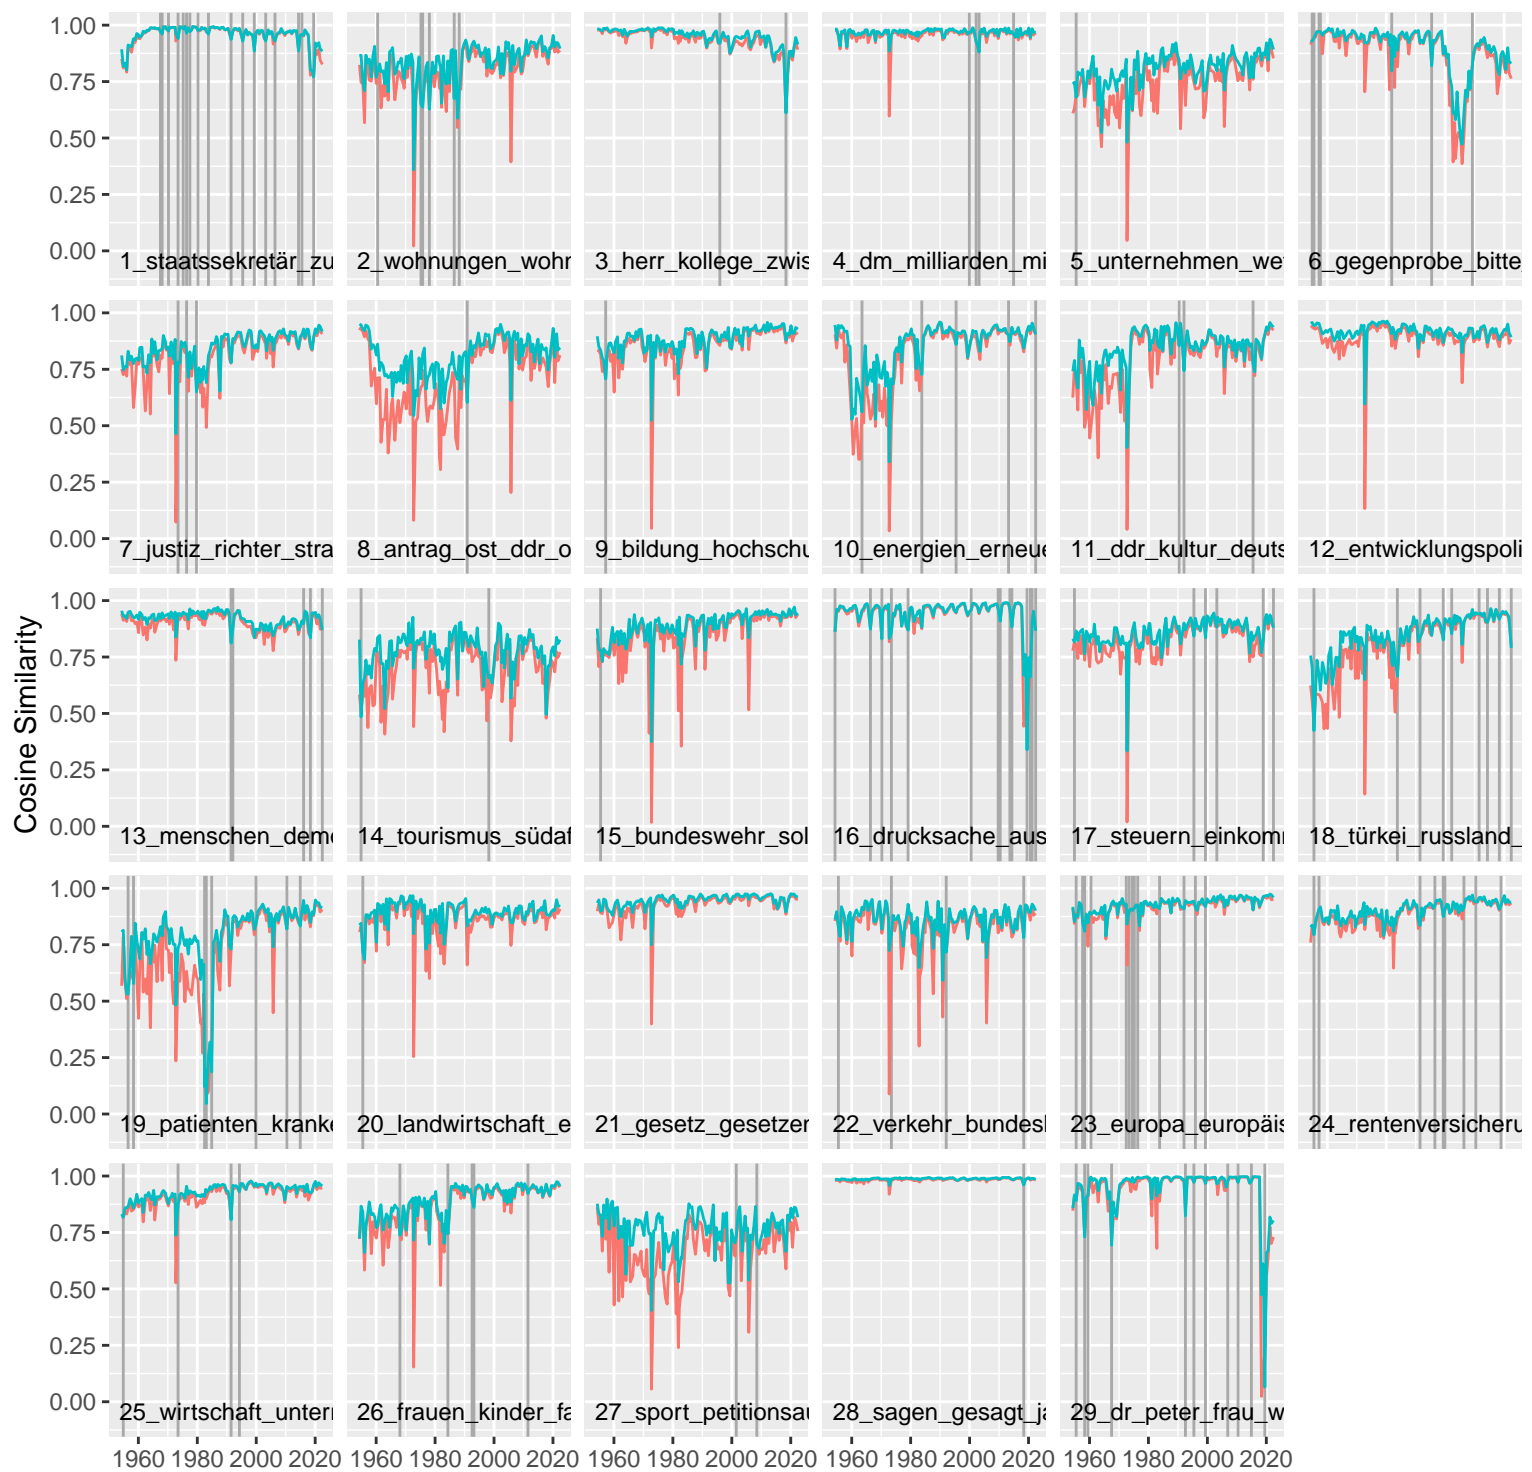 Cosine Similarity
1.00
0.75
0.50
0.25
0.00
1_staatssekretär_zu
2_wohnungen_wohn
3_herr_kollege_zwis
4_dm_milliarden_mi
5_unternehmen_we
6_gegenprobe_bitte_
1.00
0.75
0.50
0.25
0.00
7_justiz_richter_stra
8_antrag_ost_ddr_o
9_bildung_hochschu
10_energien_erneue
11_ddr_kultur_deuts
12_entwicklungspoli
1.00
0.75
0.50
0.25
0.00
13_menschen_demo
14_tourismus_südaf
15_bundeswehr_sol
16_drucksache_aus
17_steuern_einkomm
18_türkei_russland_
1.00
0.75
0.50
0.25
0.00
19_patienten_kranke
20_landwirtschaft_e
21_gesetz_gesetzen
22_verkehr_bundesb
23_europa_europäis
24_rentenversicheru
1.00
0.75
0.50
0.25
0.00
25_wirtschaft_untern
26_frauen_kinder_fa
27_sport_petitionsau
28_sagen_gesagt_ja
29_dr_peter_frau_w
1960 1980 2000 2020
1960 1980 2000 2020
1960 1980 2000 2020
1960 1980 2000 2020
1960 1980 2000 2020